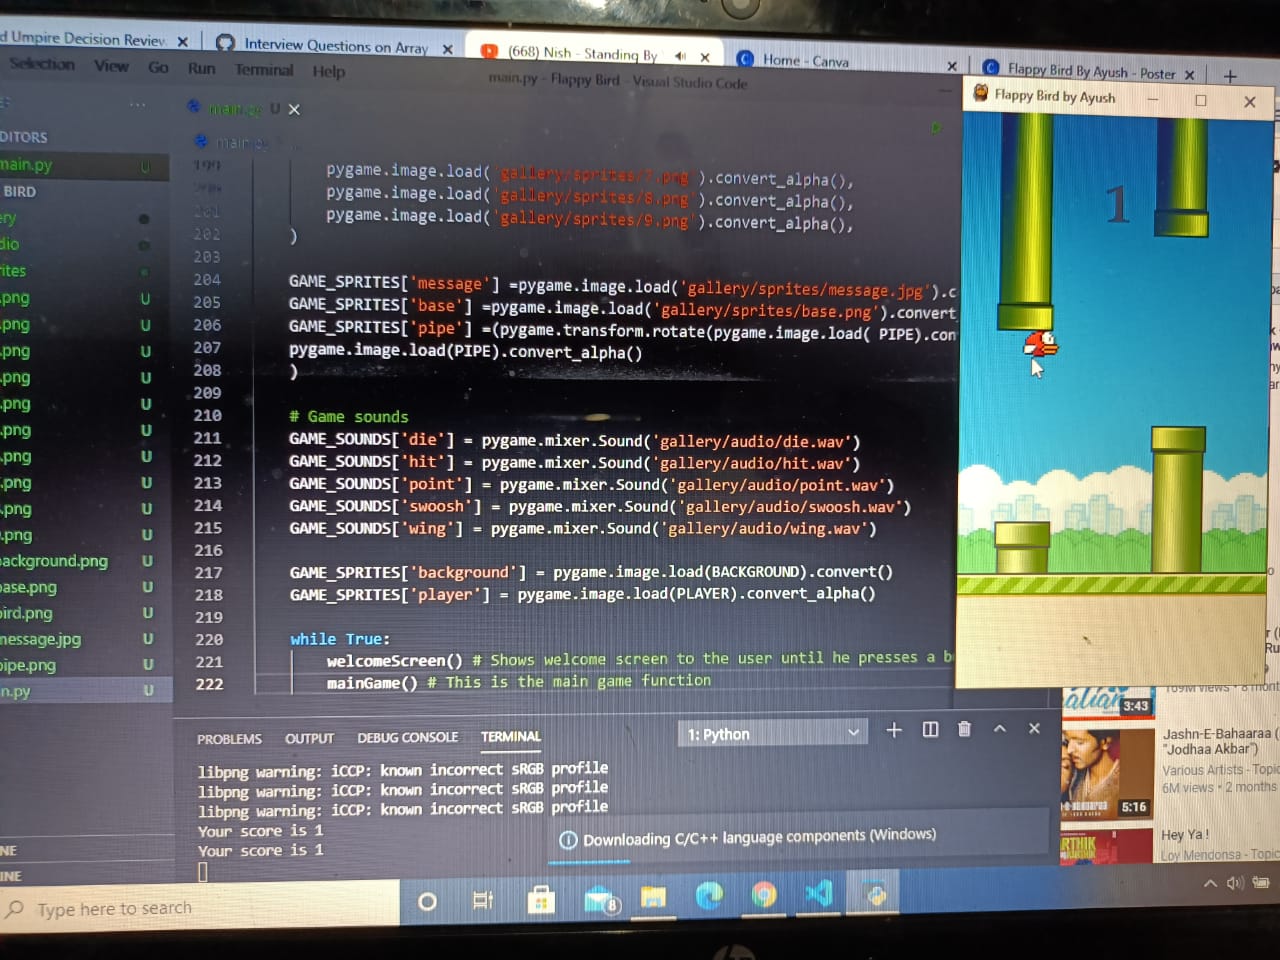 d Umpire Decision Review
Interview Questions on Array
(668) Nish - Standing By
Home - Canva
Flappy Bird By Ayush - Poster
Selection View Go Run Terminal Help
main.py - Flappy Bird - Visual Studio Code
Flappy Bird by Ayush
main.py U
DITORS
main.py
main.py U
BIRD
ery
dio
rites
.png U
.png U
.png U
.png U
.png U
.png U
.png U
.png U
.png U
.png U
background.png U
base.png U
bird.png U
message.jpg U
pipe.png U
n.py U
NE
INE
199 pygame.image.load('gallery/sprites/7.png').convert_alpha(),
200 pygame.image.load('gallery/sprites/8.png').convert_alpha(),
201 pygame.image.load('gallery/sprites/9.png').convert_alpha(),
202 )
203
204 GAME_SPRITES['message'] =pygame.image.load('gallery/sprites/message.jpg').c
205 GAME_SPRITES['base'] =pygame.image.load('gallery/sprites/base.png').convert_
206 GAME_SPRITES['pipe'] =(pygame.transform.rotate(pygame.image.load( PIPE).con
207 pygame.image.load(PIPE).convert_alpha()
208 )
209
210 # Game sounds
211 GAME_SOUNDS['die'] = pygame.mixer.Sound('gallery/audio/die.wav')
212 GAME_SOUNDS['hit'] = pygame.mixer.Sound('gallery/audio/hit.wav')
213 GAME_SOUNDS['point'] = pygame.mixer.Sound('gallery/audio/point.wav')
214 GAME_SOUNDS['swoosh'] = pygame.mixer.Sound('gallery/audio/swoosh.wav')
215 GAME_SOUNDS['wing'] = pygame.mixer.Sound('gallery/audio/wing.wav')
216
217 GAME_SPRITES['background'] = pygame.image.load(BACKGROUND).convert()
218 GAME_SPRITES['player'] = pygame.image.load(PLAYER).convert_alpha()
219
220 while True:
221 welcomeScreen() # Shows welcome screen to the user until he presses a b
222 mainGame() # This is the main game function
1
PROBLEMS OUTPUT DEBUG CONSOLE TERMINAL
1: Python
libpng warning: iCCP: known incorrect sRGB profile
libpng warning: iCCP: known incorrect sRGB profile
libpng warning: iCCP: known incorrect sRGB profile
Your score is 1
Your score is 1
Downloading C/C++ language components (Windows)
3:43
Jashn-E-Bahaaraa (
"Jodhaa Akbar")
Various Artists - Topic
6M views • 2 months
5:16
Hey Ya !
Loy Mendonsa - Topic
Type here to search
8
hp